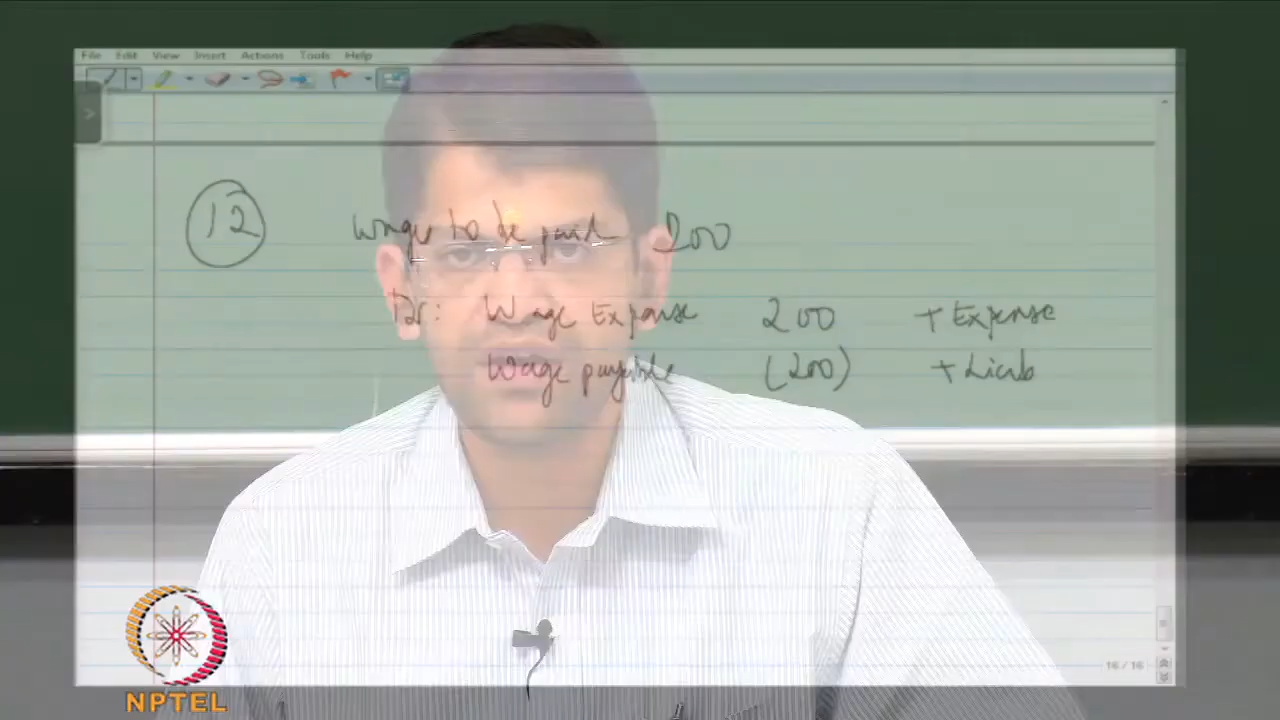 File Edit View Insert Actions Tools Help
12 Wage to be paid 200
Dr: Wage Expense 200 + Expense
Wage payable (200) + Liab
16 / 16
NPTEL